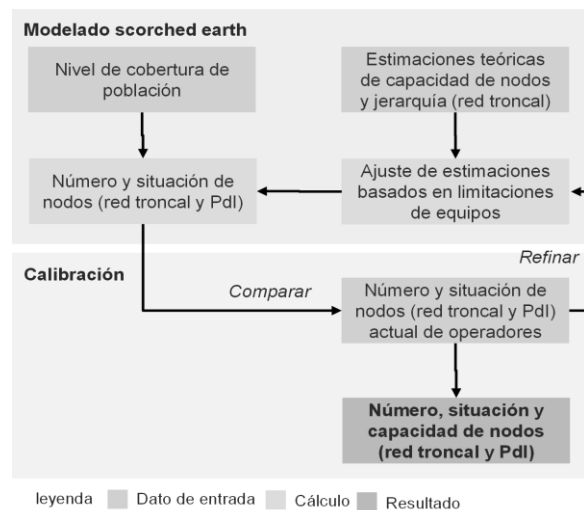 Modelado scorched earth
Nivel de cobertura de
población
Estimaciones teóricas
de capacidad de nodos
y jerarquía (red troncal)
Número y situación de
nodos (red troncal y PdI)
Ajuste de estimaciones
basados en limitaciones
de equipos
Refinar
Calibración
Comparar
Número y situación de
nodos (red troncal y PdI)
actual de operadores
Número, situación y
capacidad de nodos
(red troncal y PdI)
leyenda Dato de entrada Cálculo Resultado